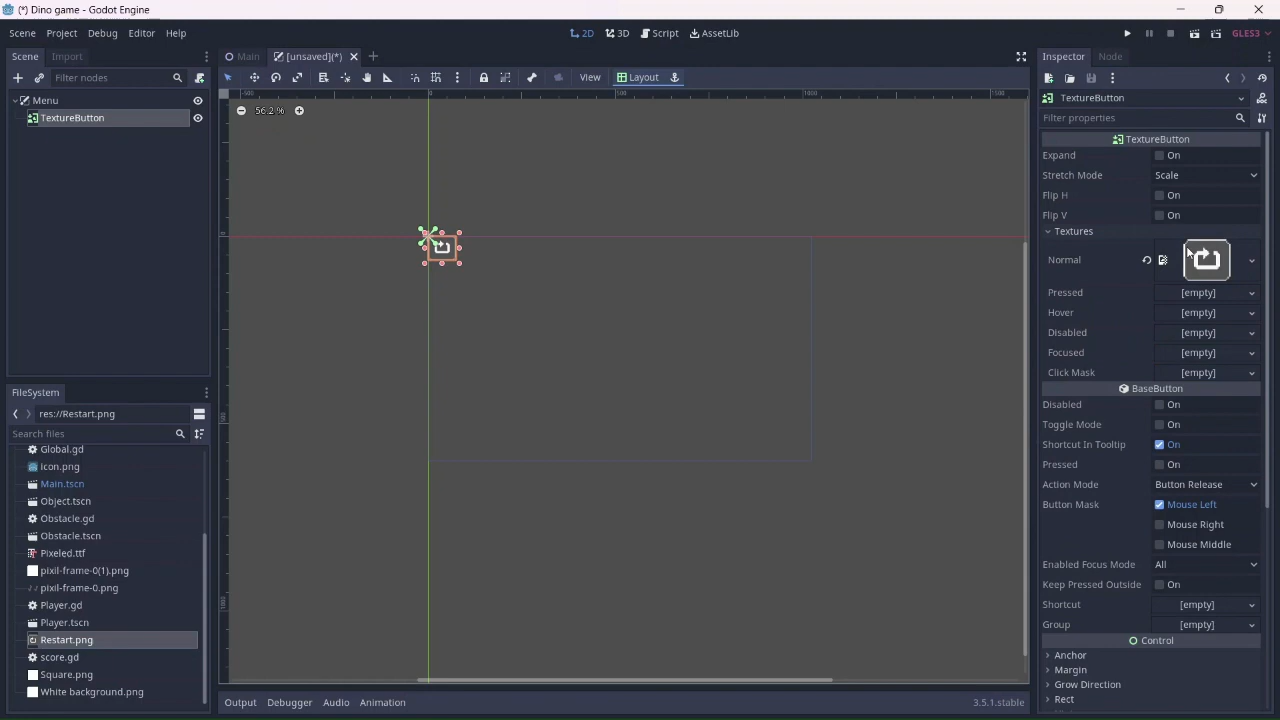 (*) Dino game - Godot Engine
Scene Project Debug Editor Help
2D 3D Script AssetLib
GLES3
Scene Import
Main [unsaved](*)
Inspector Node
Filter nodes
View Layout
TextureButton
Filter properties
Menu
TextureButton
56.2 %
TextureButton
Expand On
Stretch Mode Scale
Flip H On
Flip V On
Textures
Normal
Pressed [empty]
Hover [empty]
Disabled [empty]
Focused [empty]
Click Mask [empty]
BaseButton
Disabled On
Toggle Mode On
Shortcut In Tooltip On
Pressed On
Action Mode Button Release
Button Mask Mouse Left
Mouse Right
Mouse Middle
Enabled Focus Mode All
Keep Pressed Outside On
Shortcut [empty]
Group [empty]
Control
Anchor
Margin
Grow Direction
Rect
FileSystem
res://Restart.png
Search files
Global.gd
icon.png
Main.tscn
Object.tscn
Obstacle.gd
Obstacle.tscn
Pixeled.ttf
pixil-frame-0(1).png
pixil-frame-0.png
Player.gd
Player.tscn
Restart.png
score.gd
Square.png
White background.png
Output Debugger Audio Animation
3.5.1.stable